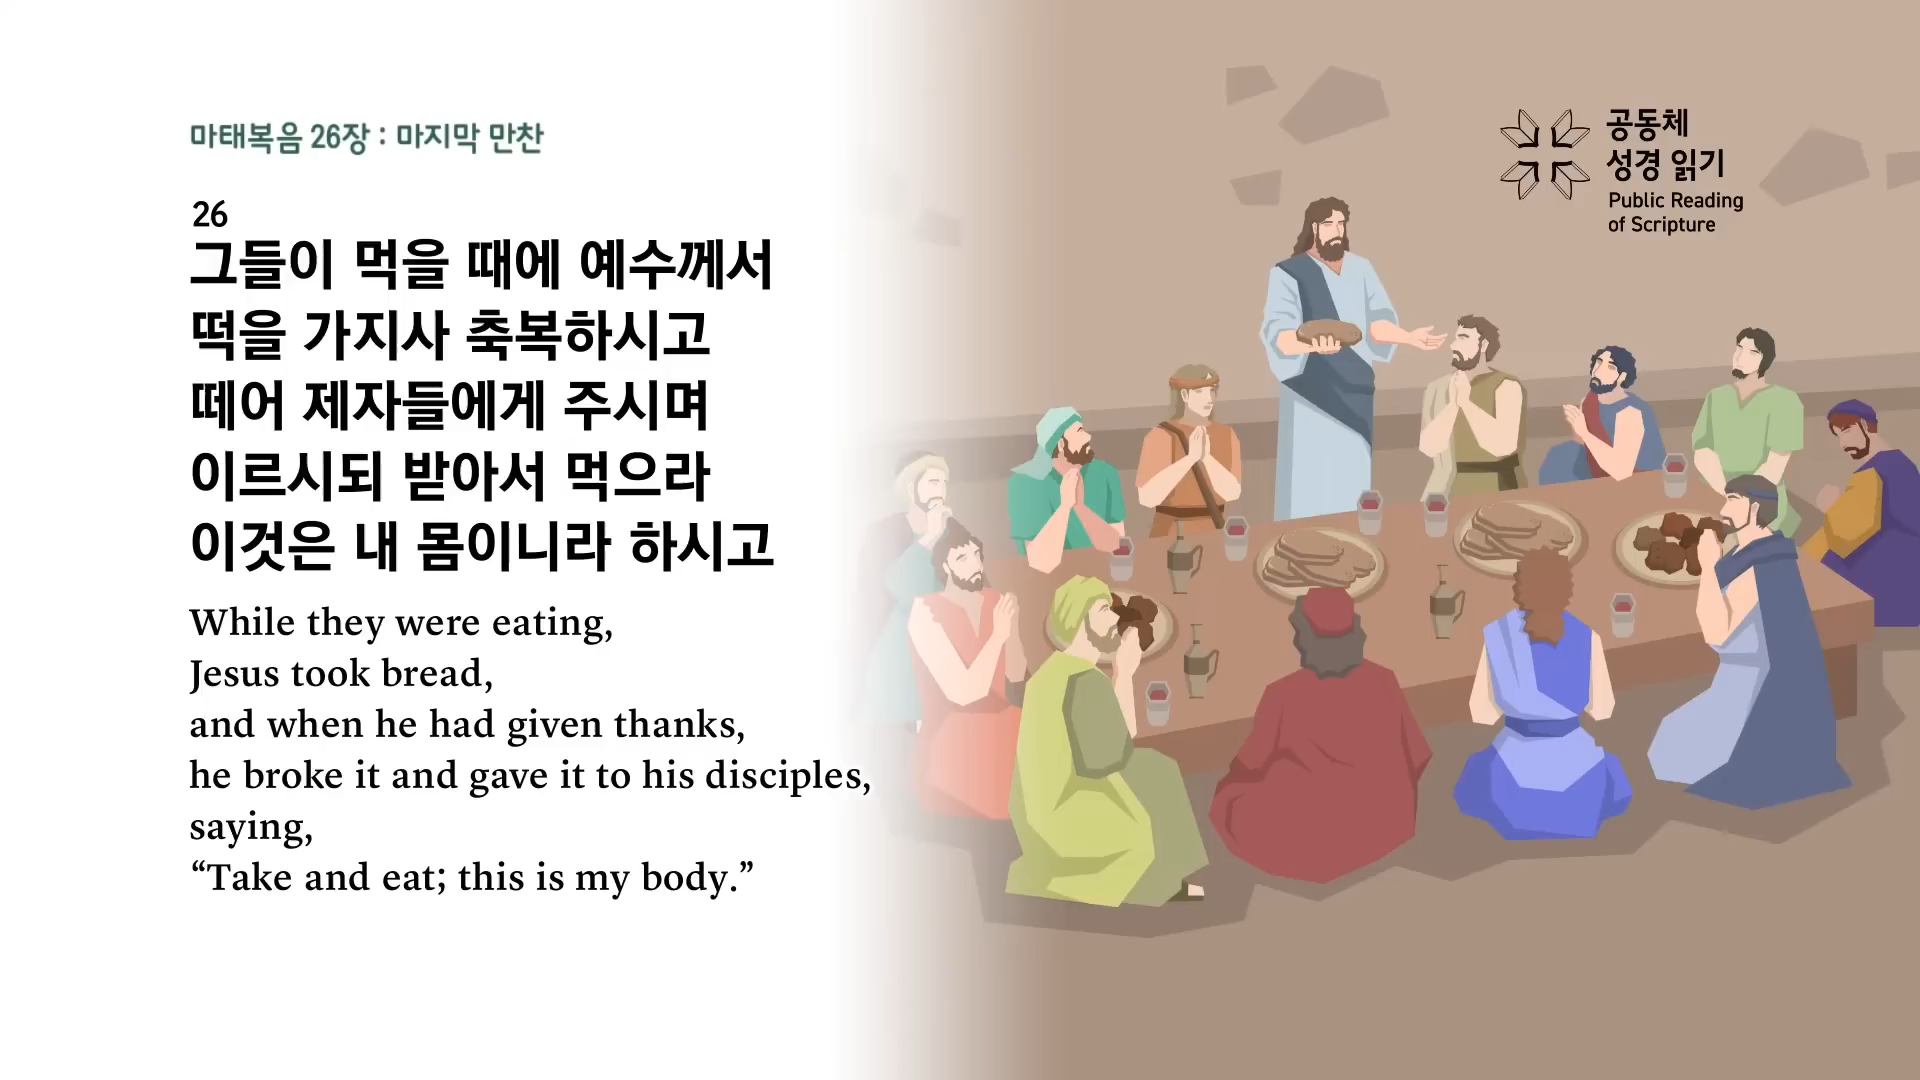 마태복음 26장 : 마지막 만찬
26
그들이 먹을 때에 예수께서
떡을 가지사 축복하시고
떼어 제자들에게 주시며
이르시되 받아서 먹으라
이것은 내 몸이니라 하시고
While they were eating,
Jesus took bread,
and when he had given thanks,
he broke it and gave it to his disciples,
saying,
“Take and eat; this is my body.”
공동체
성경 읽기
Public Reading
of Scripture